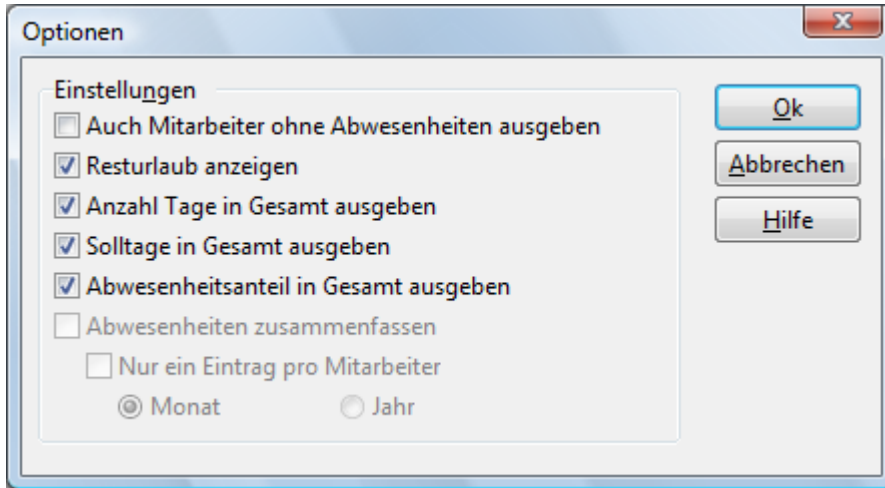 Optionen
Einstellungen
Auch Mitarbeiter ohne Abwesenheiten ausgeben
Resturlaub anzeigen
Anzahl Tage in Gesamt ausgeben
Solltage in Gesamt ausgeben
Abwesenheitsanteil in Gesamt ausgeben
Abwesenheiten zusammenfassen
Nur ein Eintrag pro Mitarbeiter
Monat Jahr
Ok
Abbrechen
Hilfe